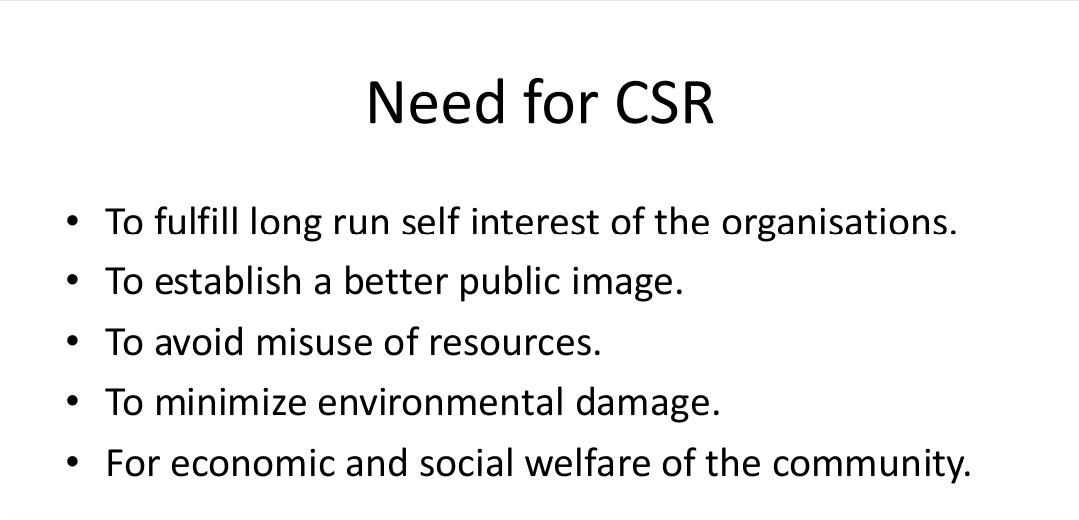 Need for CSR
• To fulfill long run self interest of the organisations.
• To establish a better public image.
• To avoid misuse of resources.
• To minimize environmental damage.
• For economic and social welfare of the community.